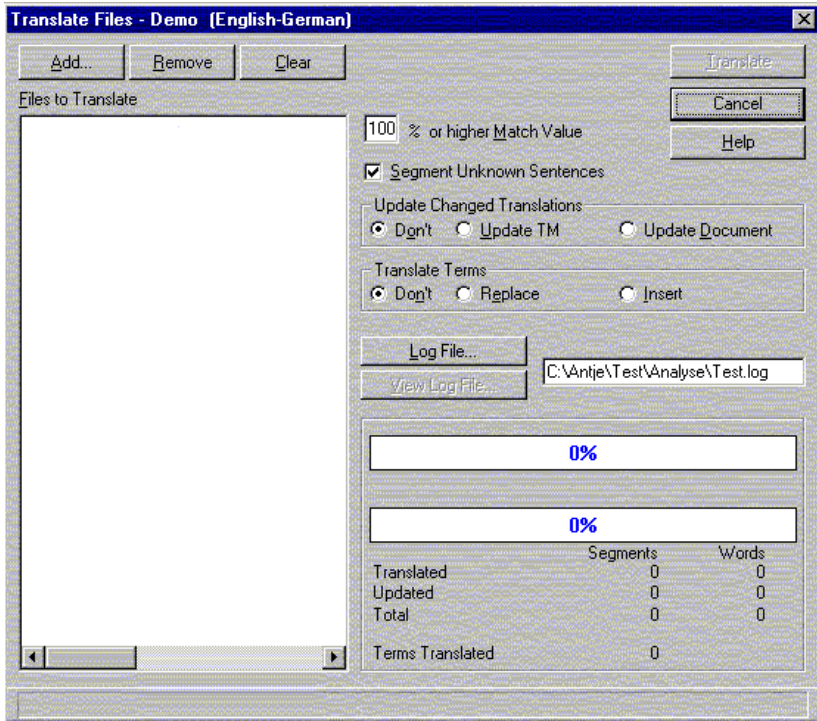 Translate Files - Demo (English-German)
Add... Remove Clear Translate
Files to Translate
Cancel
100 % or higher Match Value
Help
Segment Unknown Sentences
Update Changed Translations
Don't Update TM Update Document
Translate Terms
Don't Replace Insert
Log File...
C:\Antje\Test\Analyse\Test.log
View Log File...
0%
0%
Segments Words
Translated 0 0
Updated 0 0
Total 0 0
Terms Translated 0